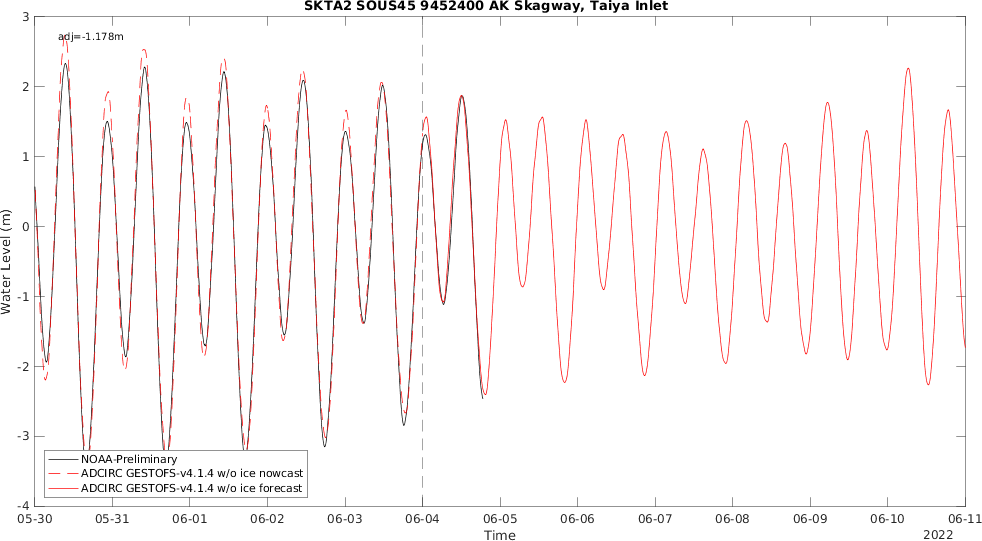 SKTA2 SOUS45 9452400 AK Skagway, Taiya Inlet
adj=-1.178m
3
2
1
0
-1
-2
-3
-4
Water Level (m)
NOAA-Preliminary
ADCIRC GESTOFS-v4.1.4 w/o ice nowcast
ADCIRC GESTOFS-v4.1.4 w/o ice forecast
05-30 05-31 06-01 06-02 06-03 06-04 06-05 06-06 06-07 06-08 06-09 06-10 06-11
Time
2022